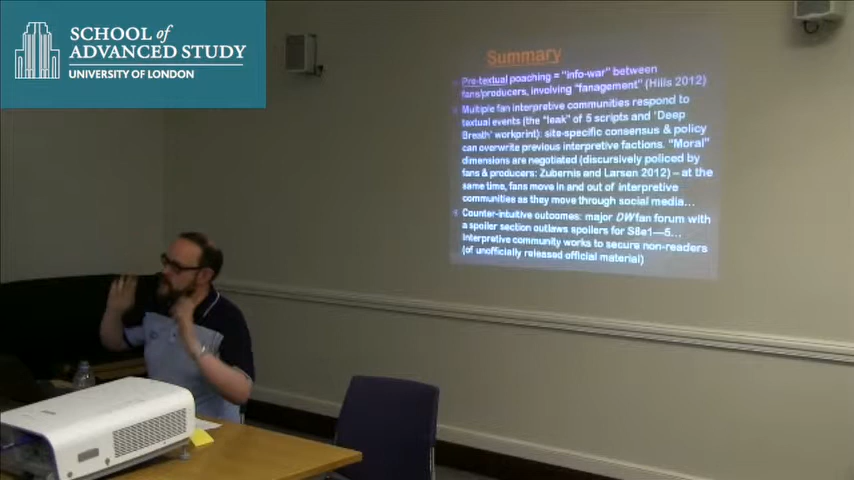 SCHOOL of
ADVANCED STUDY
UNIVERSITY OF LONDON
Summary
Pre-textual poaching = "info-war" between
fans/producers, involving "fanagement" (Hills 2012)
Multiple fan interpretive communities respond to
textual events (the "leak" of 5 scripts and 'Deep
Breath' workprint): site-specific consensus & policy
can overwrite previous interpretive factions. "Moral"
dimensions are negotiated (discursively policed by
fans & producers: Zubernis and Larsen 2012) – at the
same time, fans move in and out of interpretive
communities as they move through social media...
Counter-intuitive outcomes: major DW fan forum with
a spoiler section outlaws spoilers for S8e1—5...
Interpretive community works to secure non-readers
(of unofficially released official material)